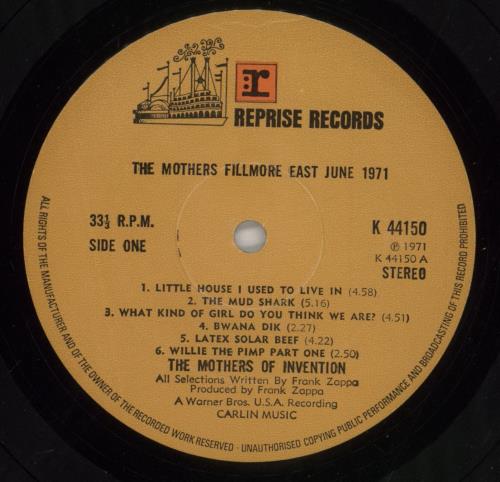 r
REPRISE RECORDS
THE MOTHERS FILLMORE EAST JUNE 1971
33⅓ R.P.M.
SIDE ONE
K 44150
℗ 1971
K 44150 A
STEREO
1. LITTLE HOUSE I USED TO LIVE IN (4.58)
2. THE MUD SHARK (5.16)
3. WHAT KIND OF GIRL DO YOU THINK WE ARE? (4.51)
4. BWANA DIK (2.27)
5. LATEX SOLAR BEEF (4.22)
6. WILLIE THE PIMP PART ONE (2.50)
THE MOTHERS OF INVENTION
All Selections Written By Frank Zappa
Produced by Frank Zappa
A Warner Bros. U.S.A. Recording
CARLIN MUSIC
ALL RIGHTS OF THE MANUFACTURER AND OF THE OWNER OF THE RECORDED WORK RESERVED - UNAUTHORISED COPYING PUBLIC PERFORMANCE AND BROADCASTING OF THIS RECORD PROHIBITED